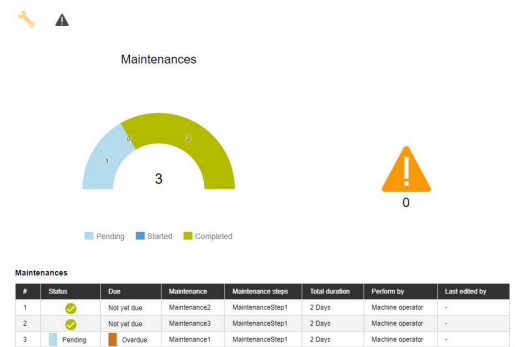 Maintenances
0
1
2
3
0
Pending Started Completed
Maintenances
# Status Due Maintenance Maintenance steps Total duration Perform by Last edited by
1 Not yet due Maintenance2 MaintenanceStep1 2 Days Machine operator -
2 Not yet due Maintenance3 MaintenanceStep1 2 Days Machine operator -
3 Pending Overdue Maintenance1 MaintenanceStep1 2 Days Machine operator -